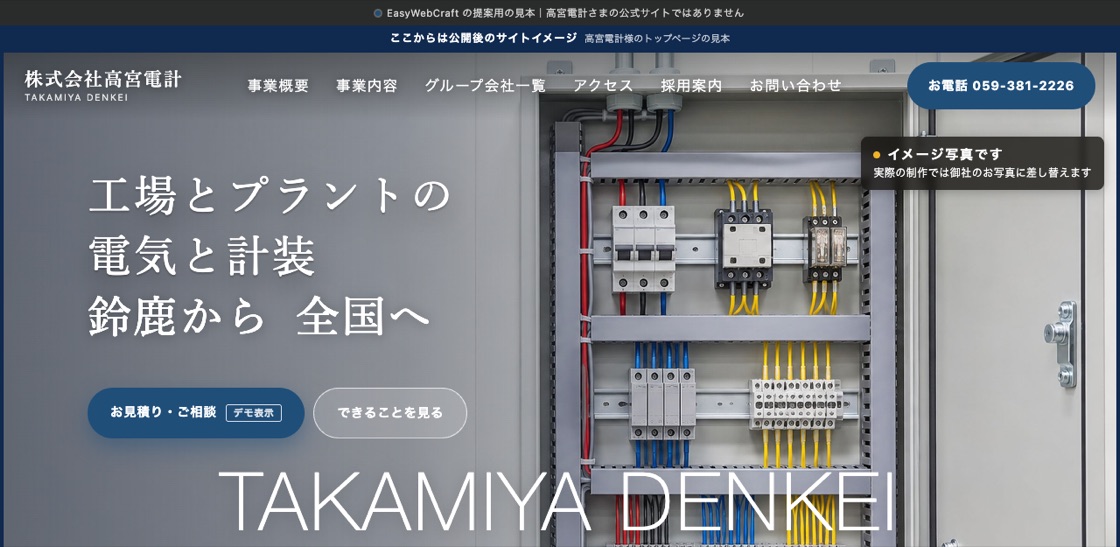 EasyWebCraft の提案用の見本｜高宮電計さまの公式サイトではありません
ここからは公開後のサイトイメージ 高宮電計様のトップページの見本
株式会社高宮電計
TAKAMIYA DENKEI
事業概要 事業内容 グループ会社一覧 アクセス 採用案内 お問い合わせ
お電話 059-381-2226
イメージ写真です
実際の制作では御社のお写真に差し替えます
工場とプラントの
電気と計装
鈴鹿から 全国へ
お見積り・ご相談 デモ表示
できることを見る
TAKAMIYA DENKEI